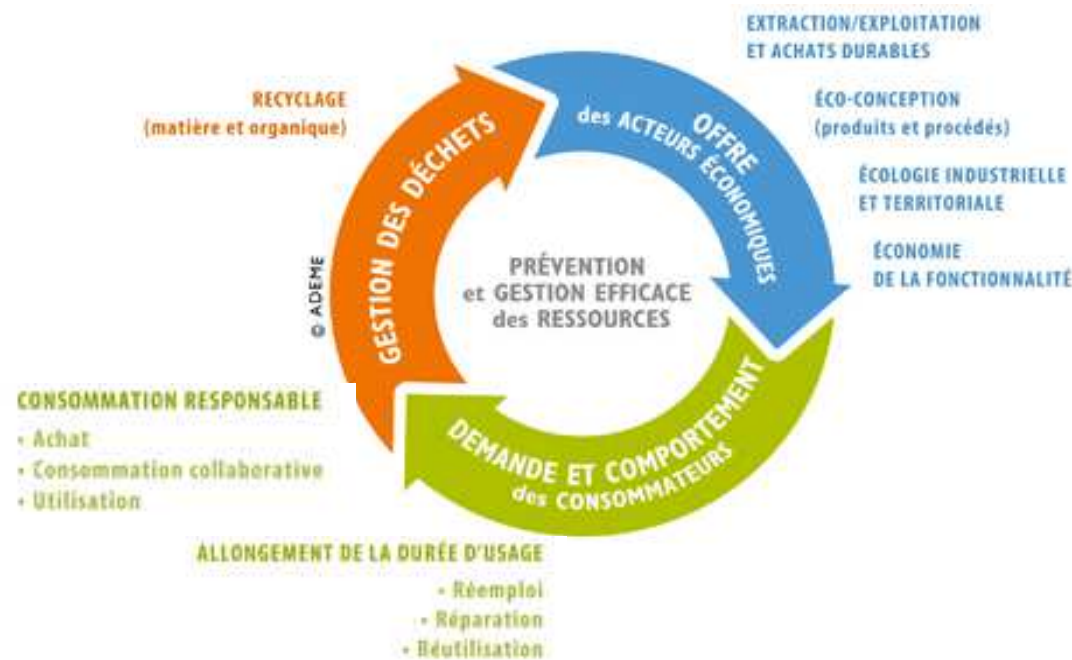 EXTRACTION/EXPLOITATION
ET ACHATS DURABLES
RECYCLAGE
(matière et organique)
ÉCO-CONCEPTION
(produits et procédés)
ÉCOLOGIE INDUSTRIELLE
ET TERRITORIALE
ÉCONOMIE
DE LA FONCTIONNALITÉ
OFFRE
des ACTEURS ÉCONOMIQUES
GESTION DES DÉCHETS
PRÉVENTION
et GESTION EFFICACE
des RESSOURCES
© ADEME
DEMANDE ET COMPORTEMENT
des CONSOMMATEURS
CONSOMMATION RESPONSABLE
• Achat
• Consommation collaborative
• Utilisation
ALLONGEMENT DE LA DURÉE D'USAGE
• Réemploi
• Réparation
• Réutilisation